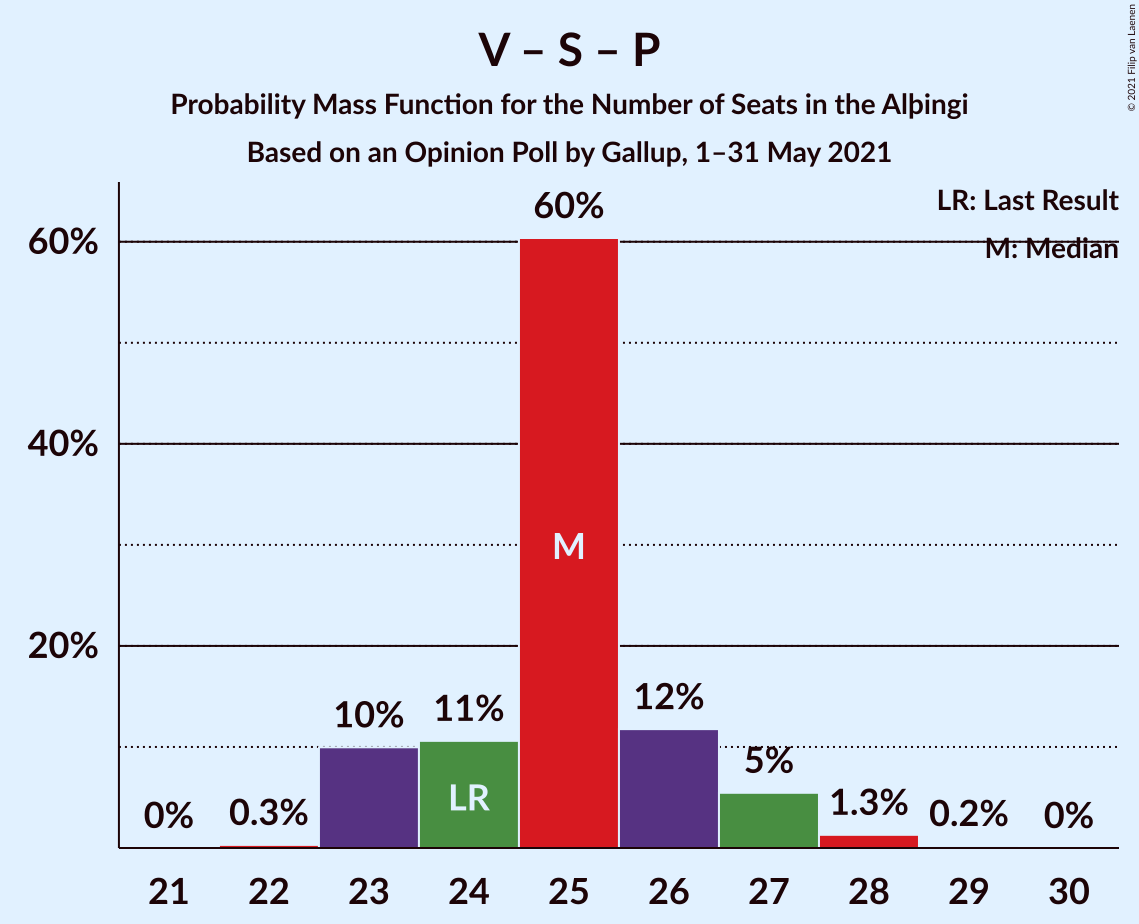 V – S – P
Probability Mass Function for the Number of Seats in the Alþingi
Based on an Opinion Poll by Gallup, 1–31 May 2021
© 2021 Filip van Laenen
LR: Last Result
M: Median
60%
40%
20%
0%
0.3%
10%
11%
60%
12%
5%
1.3%
0.2%
0%
M
LR
21 22 23 24 25 26 27 28 29 30